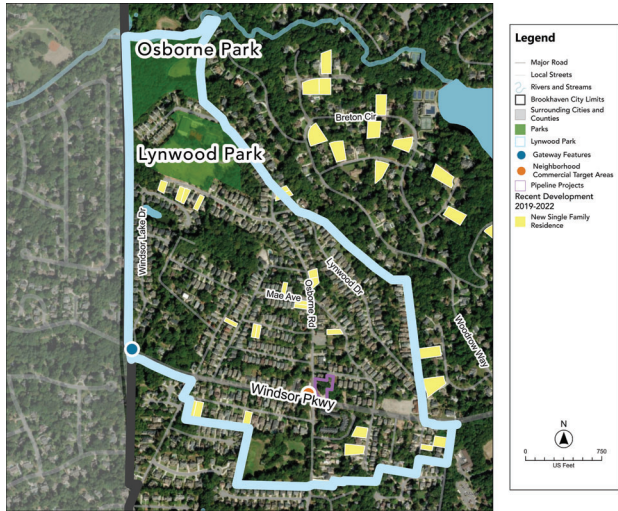 Osborne Park
Lynwood Park
Breton Cir
Windsor Lake Dr
Lynwood Dr
Mae Ave
Osborne Rd
Woodrow Way
Windsor Pkwy
Legend
Major Road
Local Streets
Rivers and Streams
Brookhaven City Limits
Surrounding Cities and
Counties
Parks
Lynwood Park
Gateway Features
Neighborhood
Commercial Target Areas
Pipeline Projects
Recent Development
2019-2022
New Single Family
Residence
N
0 750
US Feet